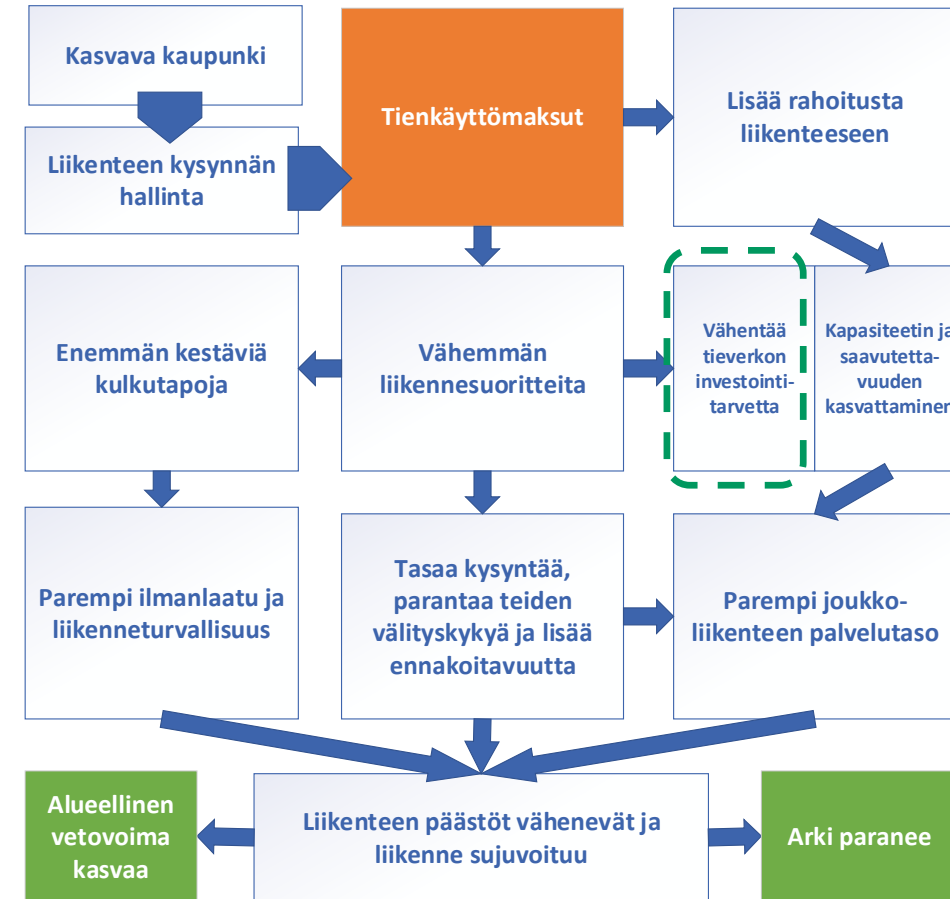 Kasvava kaupunki
Liikenteen kysynnän
hallinta
Tienkäyttömaksut
Lisää rahoitusta
liikenteeseen
Enemmän kestäviä
kulkutapoja
Vähemmän
liikennesuoritteita
Vähentää
tieverkon
investointi-
tarvetta
Kapasiteetin ja
saavutetta-
vuuden
kasvattaminen
Parempi ilmanlaatu ja
liikenneturvallisuus
Tasaa kysyntää,
parantaa teiden
välityskykyä ja lisää
ennakoitavuutta
Parempi joukko-
liikenteen palvelutaso
Alueellinen
vetovoima
kasvaa
Liikenteen päästöt vähenevät ja
liikenne sujuvoituu
Arki paranee